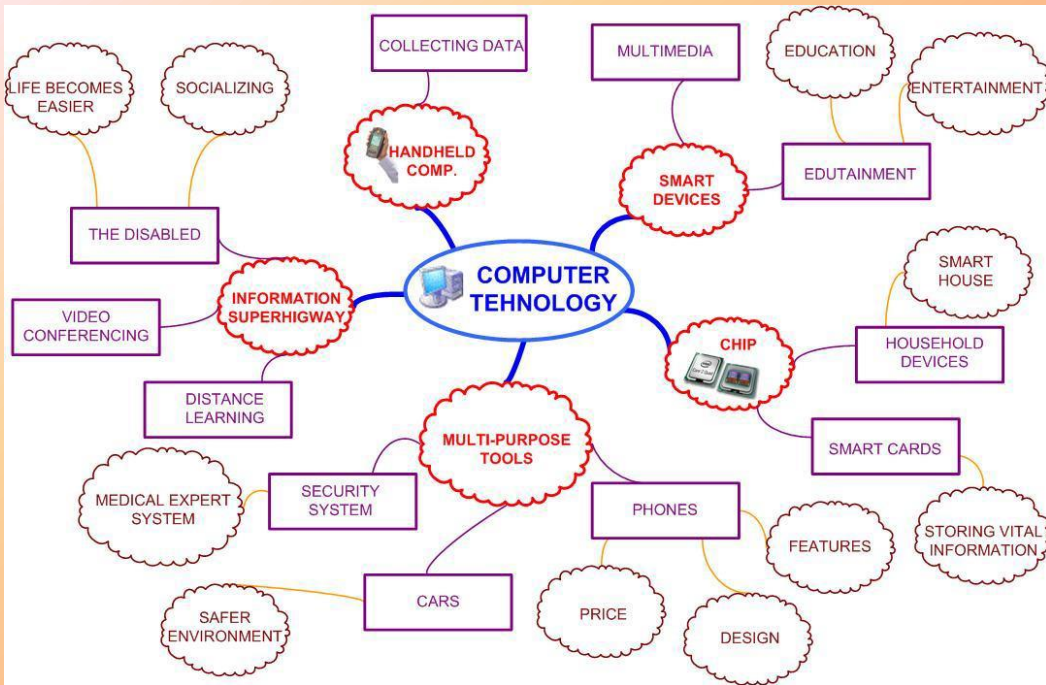 COMPUTER
TEHNOLOGY
HANDHELD
COMP.
COLLECTING DATA
SMART
DEVICES
MULTIMEDIA
EDUTAINMENT
EDUCATION
ENTERTAINMENT
CHIP
HOUSEHOLD
DEVICES
SMART
HOUSE
SMART CARDS
STORING VITAL
INFORMATION
MULTI-PURPOSE
TOOLS
PHONES
FEATURES
DESIGN
PRICE
CARS
SAFER
ENVIRONMENT
SECURITY
SYSTEM
MEDICAL EXPERT
SYSTEM
INFORMATION
SUPERHIGWAY
THE DISABLED
LIFE BECOMES
EASIER
SOCIALIZING
VIDEO
CONFERENCING
DISTANCE
LEARNING